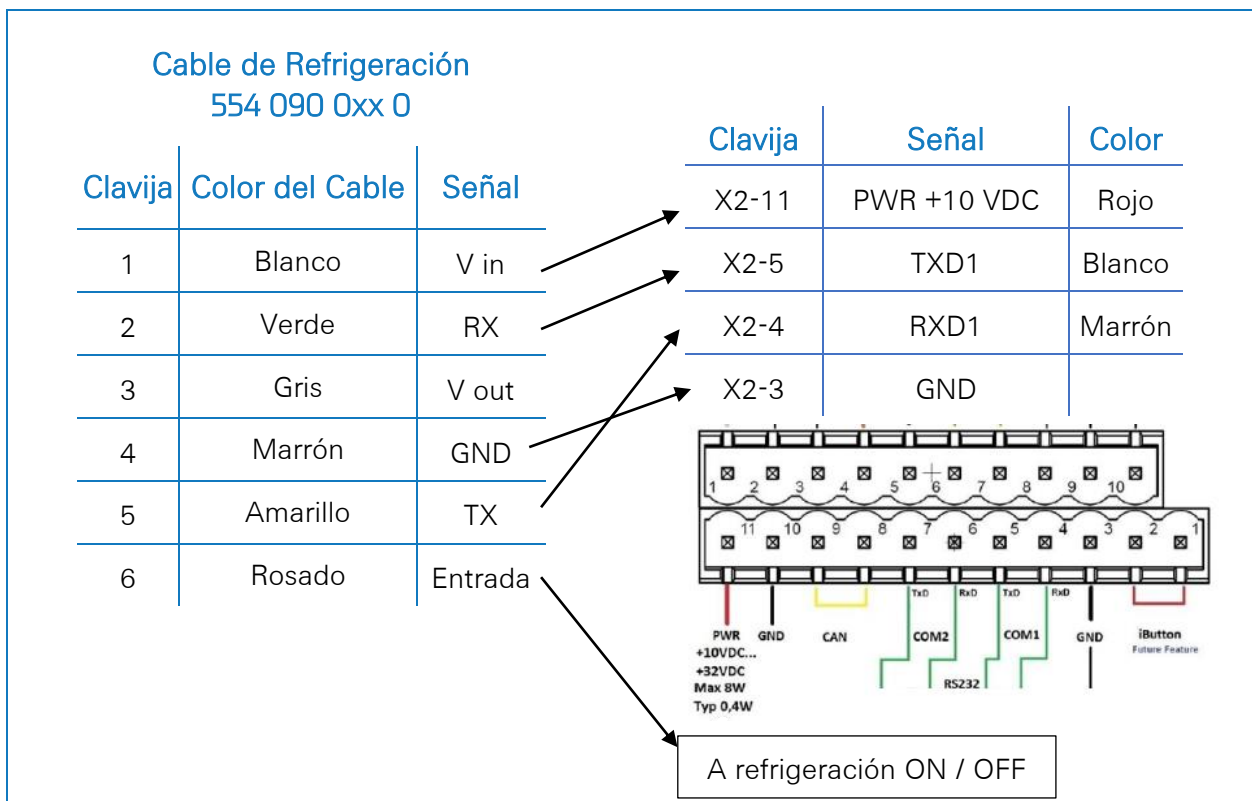 Cable de Refrigeración
554 090 0xx 0
Clavija Color del Cable Señal
1 Blanco V in
2 Verde RX
3 Gris V out
4 Marrón GND
5 Amarillo TX
6 Rosado Entrada
Clavija Señal Color
X2-11 PWR +10 VDC Rojo
X2-5 TXD1 Blanco
X2-4 RXD1 Marrón
X2-3 GND
1 2 3 4 5 6 7 8 9 10
11 10 9 8 7 6 5 4 3 2 1
TxD RxD TxD RxD
PWR GND CAN COM2 COM1 GND iButton
+10VDC... Future Feature
+32VDC
Max 8W RS232
Typ 0,4W
A refrigeración ON / OFF